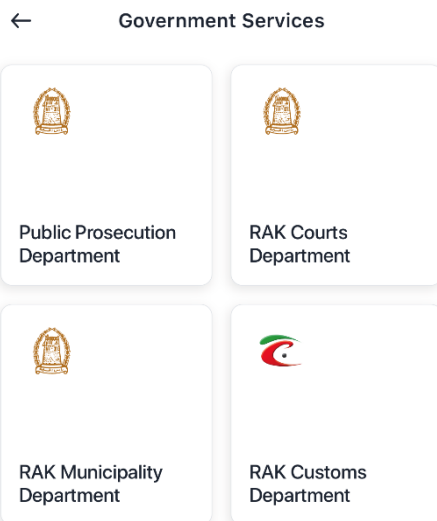 Government Services
Public Prosecution
Department
RAK Courts
Department
RAK Municipality
Department
RAK Customs
Department